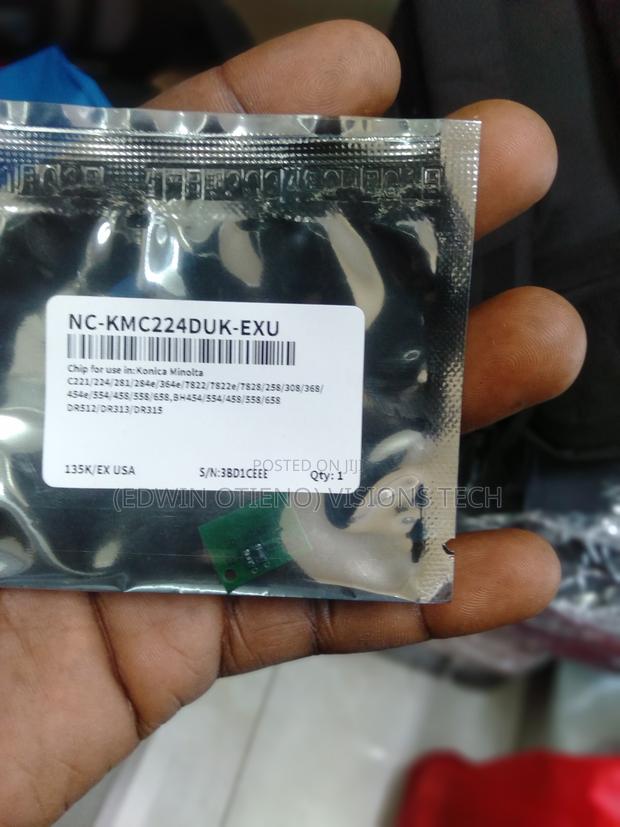 NC-KMC224DUK-EXU
Chip for use in: Konica Minolta
C221/224/281/284e/364e/7822/7822e/7828/258/308/368/
454e/554/458/558/658,BH454/554/458/558/658
DR512/DR313/DR315
135K/EX USA S/N:3BD1CEEE Qty: 1
POSTED ON JIJI
(EDWIN OTIENO) VISIONS TECH